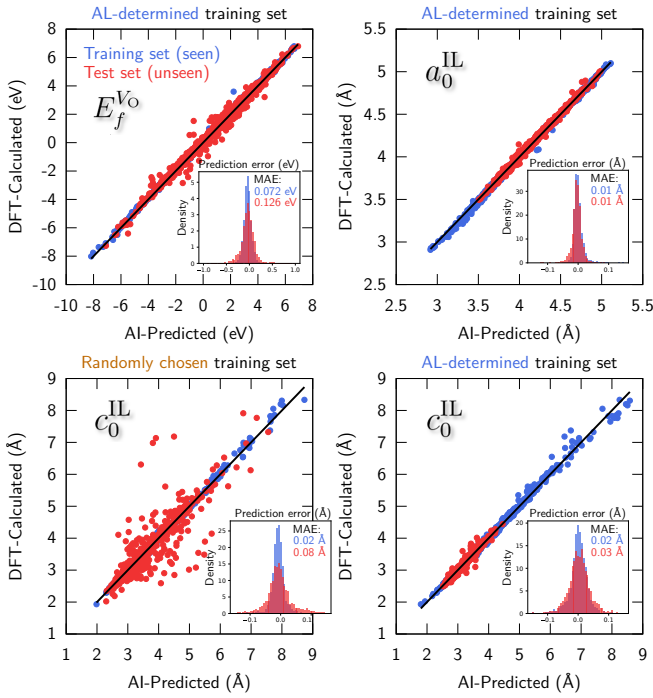 AL-determined training set
8
6
4
2
0
-2
-4
-6
-8
-10
DFT-Calculated (eV)
Training set (seen)
Test set (unseen)
E_f^{V_O}
Prediction error (eV)
MAE:
0.072 eV
0.126 eV
Density
5
4
3
2
1
0
-1.0 -0.5 0.0 0.5 1.0
-10 -8 -6 -4 -2 0 2 4 6 8
AI-Predicted (eV)
AL-determined training set
5.5
5
4.5
4
3.5
3
2.5
DFT-Calculated (Å)
a_0^{IL}
Prediction error (Å)
MAE:
0.01 Å
0.01 Å
Density
30
20
10
0
-0.1 0.0 0.1
2.5 3 3.5 4 4.5 5 5.5
AI-Predicted (Å)
Randomly chosen training set
9
8
7
6
5
4
3
2
1
DFT-Calculated (Å)
c_0^{IL}
Prediction error (Å)
MAE:
0.02 Å
0.08 Å
Density
25
20
15
10
5
0
-0.1 0.0 0.1
1 2 3 4 5 6 7 8 9
AI-Predicted (Å)
AL-determined training set
9
8
7
6
5
4
3
2
1
DFT-Calculated (Å)
c_0^{IL}
Prediction error (Å)
MAE:
0.02 Å
0.03 Å
Density
20
15
10
5
0
-0.1 0.0 0.1
1 2 3 4 5 6 7 8 9
AI-Predicted (Å)